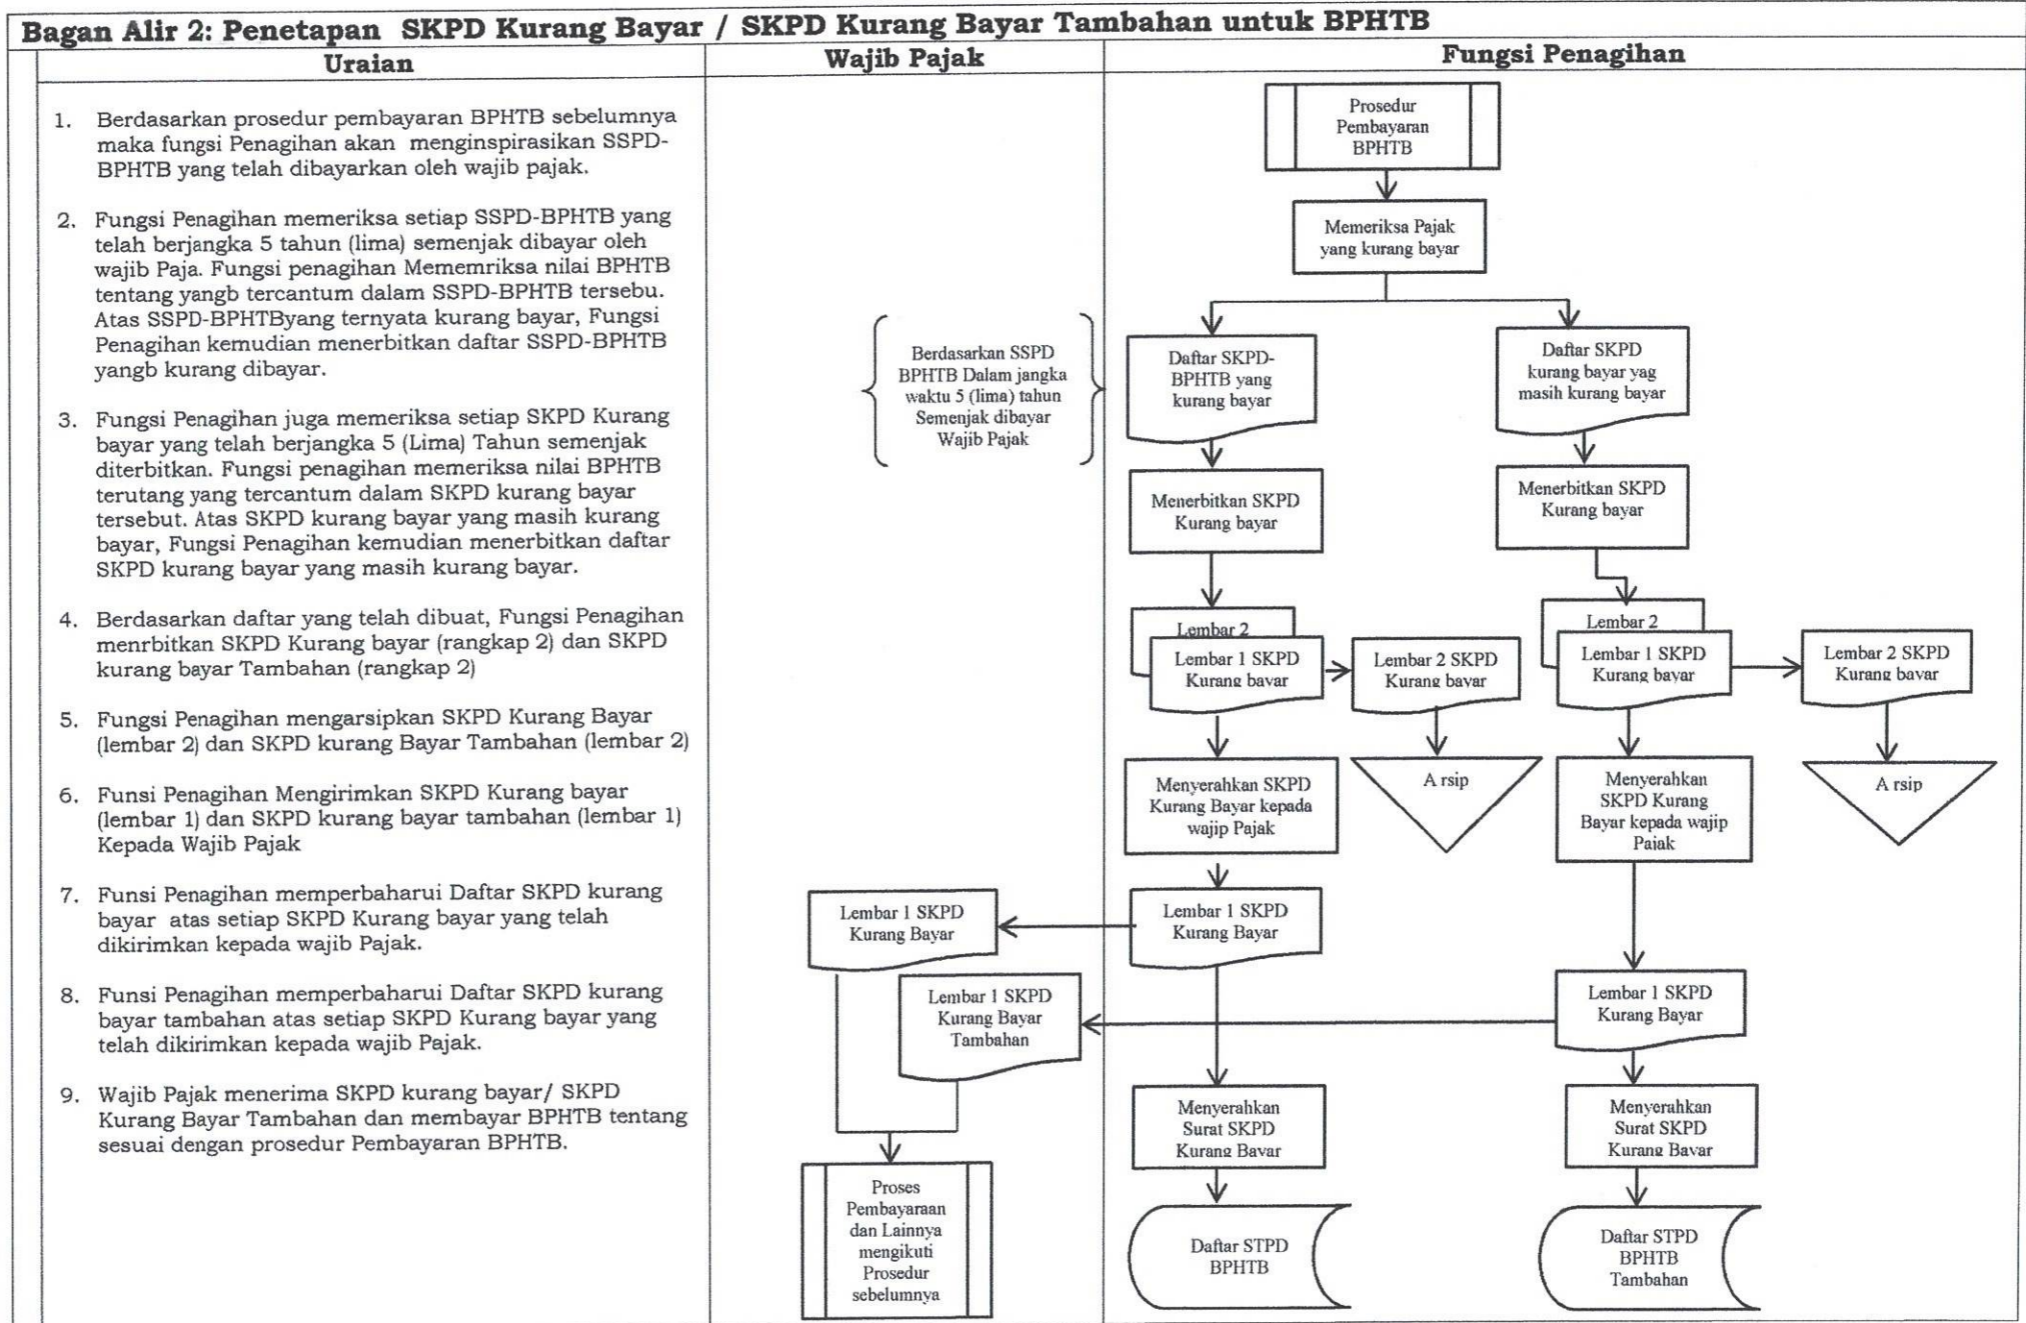 Bagan Alir 2: Penetapan SKPD Kurang Bayar / SKPD Kurang Bayar Tambahan untuk BPHTB
Uraian
Wajib Pajak
Fungsi Penagihan
1. Berdasarkan prosedur pembayaran BPHTB sebelumnya
maka fungsi Penagihan akan menginspirasikan SSPD-
BPHTB yang telah dibayarkan oleh wajib pajak.
2. Fungsi Penagihan memeriksa setiap SSPD-BPHTB yang
telah berjangka 5 tahun (lima) semenjak dibayar oleh
wajib Paja. Fungsi penagihan Mememriksa nilai BPHTB
tentang yangb tercantum dalam SSPD-BPHTB tersebu.
Atas SSPD-BPHTByang ternyata kurang bayar, Fungsi
Penagihan kemudian menerbitkan daftar SSPD-BPHTB
yangb kurang dibayar.
3. Fungsi Penagihan juga memeriksa setiap SKPD Kurang
bayar yang telah berjangka 5 (Lima) Tahun semenjak
diterbitkan. Fungsi penagihan memeriksa nilai BPHTB
terutang yang tercantum dalam SKPD kurang bayar
tersebut. Atas SKPD kurang bayar yang masih kurang
bayar, Fungsi Penagihan kemudian menerbitkan daftar
SKPD kurang bayar yang masih kurang bayar.
4. Berdasarkan daftar yang telah dibuat, Fungsi Penagihan
menrbitkan SKPD Kurang bayar (rangkap 2) dan SKPD
kurang bayar Tambahan (rangkap 2)
5. Fungsi Penagihan mengarsipkan SKPD Kurang Bayar
(lembar 2) dan SKPD kurang Bayar Tambahan (lembar 2)
6. Funsi Penagihan Mengirimkan SKPD Kurang bayar
(lembar 1) dan SKPD kurang bayar tambahan (lembar 1)
Kepada Wajib Pajak
7. Funsi Penagihan memperbaharui Daftar SKPD kurang
bayar atas setiap SKPD Kurang bayar yang telah
dikirimkan kepada wajib Pajak.
8. Funsi Penagihan memperbaharui Daftar SKPD kurang
bayar tambahan atas setiap SKPD Kurang bayar yang
telah dikirimkan kepada wajib Pajak.
9. Wajib Pajak menerima SKPD kurang bayar/ SKPD
Kurang Bayar Tambahan dan membayar BPHTB tentang
sesuai dengan prosedur Pembayaran BPHTB.
Berdasarkan SSPD
BPHTB Dalam jangka
waktu 5 (lima) tahun
Semenjak dibayar
Wajib Pajak
Lembar 1 SKPD
Kurang Bayar
Lembar 1 SKPD
Kurang Bayar
Tambahan
Proses
Pembayaraan
dan Lainnya
mengikuti
Prosedur
sebelumnya
Prosedur
Pembayaran
BPHTB
Memeriksa Pajak
yang kurang bayar
Daftar SKPD-
BPHTB yang
kurang bayar
Daftar SKPD
kurang bayar yag
masih kurang bayar
Menerbitkan SKPD
Kurang bayar
Menerbitkan SKPD
Kurang bayar
Lembar 2
Lembar 1 SKPD
Kurang bayar
Lembar 2 SKPD
Kurang bayar
Lembar 2
Lembar 1 SKPD
Kurang bayar
Lembar 2 SKPD
Kurang bayar
Menyerahkan SKPD
Kurang Bayar kepada
wajip Pajak
A rsip
Menyerahkan
SKPD Kurang
Bayar kepada wajip
Pajak
A rsip
Lembar 1 SKPD
Kurang Bayar
Lembar 1 SKPD
Kurang Bayar
Menyerahkan
Surat SKPD
Kurang Bayar
Menyerahkan
Surat SKPD
Kurang Bayar
Daftar STPD
BPHTB
Daftar STPD
BPHTB
Tambahan